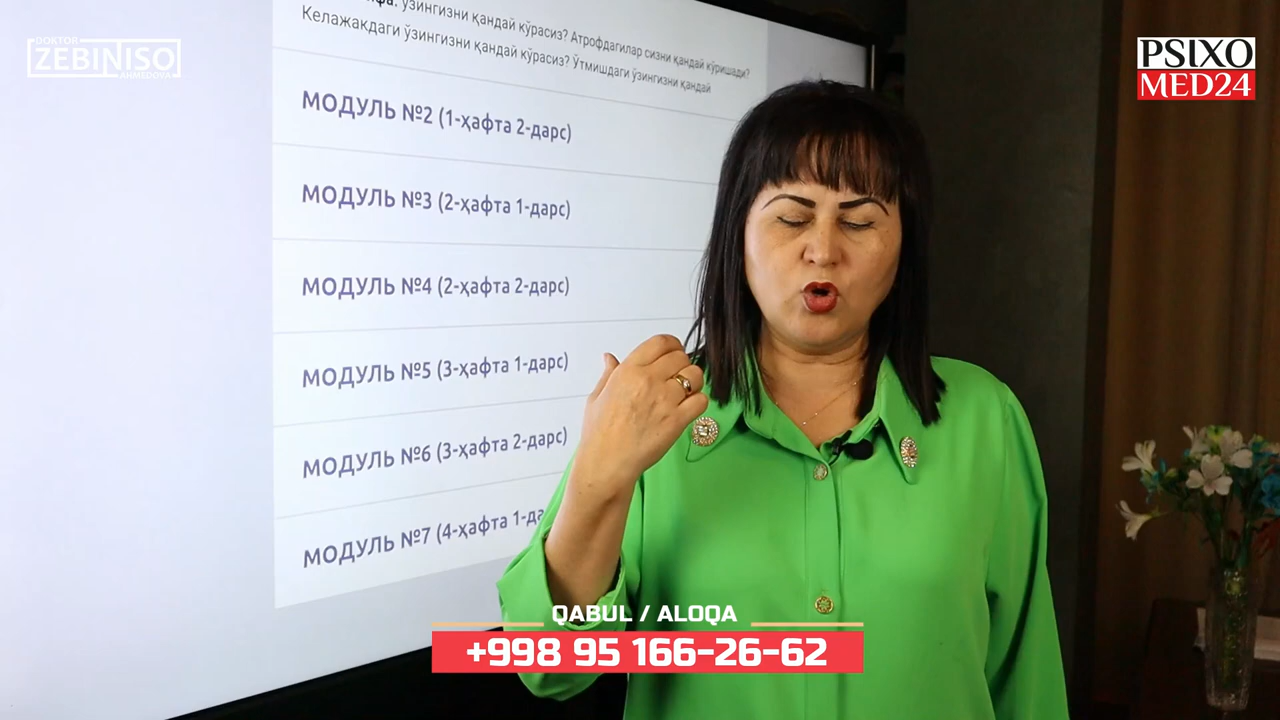 ўзингизни қандай кўрасиз? Атрофдагилар сизни қандай кўришади?
Келажакдаги ўзингизни қандай кўрасиз? Ўтмишдаги ўзингизни қандай
МОДУЛЬ №2 (1-ҳафта 2-дарс)
МОДУЛЬ №3 (2-ҳафта 1-дарс)
МОДУЛЬ №4 (2-ҳафта 2-дарс)
МОДУЛЬ №5 (3-ҳафта 1-дарс)
МОДУЛЬ №6 (3-ҳафта 2-дарс)
МОДУЛЬ №7 (4-ҳафта 1-да
DOKTOR
ZEBINISO
AHMEDOVA
PSIXO
MED24
QABUL / ALOQA
+998 95 166-26-62